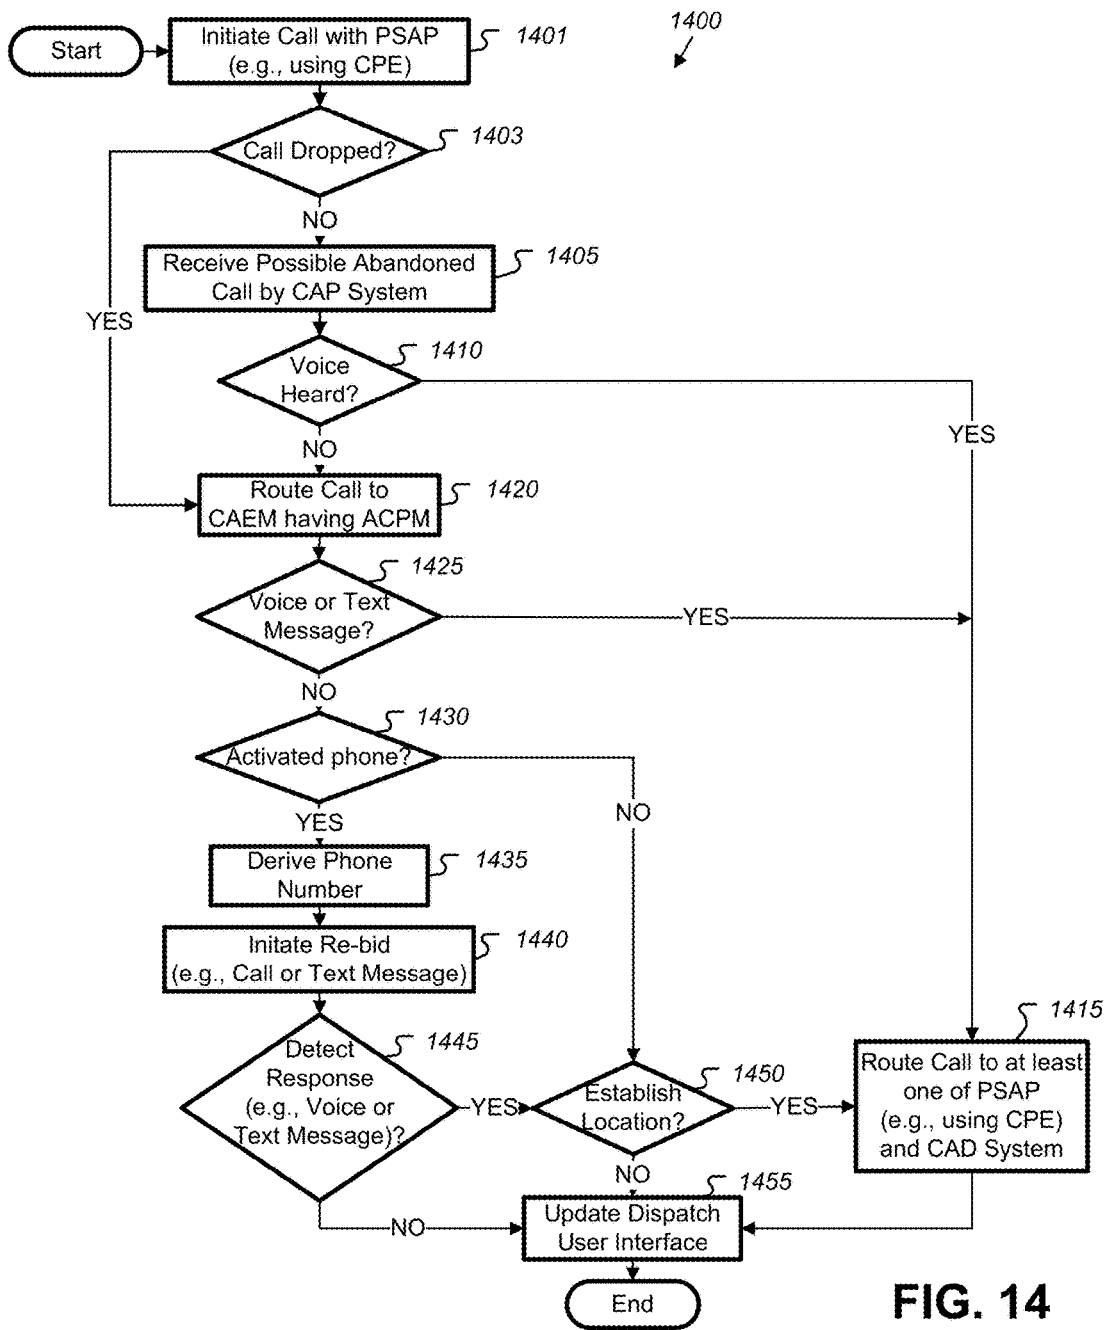 Start
Initiate Call with PSAP
(e.g., using CPE)
1401
1400
Call Dropped?
1403
NO
Receive Possible Abandoned
Call by CAP System
1405
YES
Voice
Heard?
1410
YES
NO
Route Call to
CAEM having ACPM
1420
Voice or Text
Message?
1425
YES
NO
Activated phone?
1430
NO
YES
Derive Phone
Number
1435
Initate Re-bid
(e.g., Call or Text Message)
1440
Detect
Response
(e.g., Voice or
Text Message)?
1445
YES
Establish
Location?
1450
YES
Route Call to at least
one of PSAP
(e.g., using CPE)
and CAD System
1415
NO
NO
Update Dispatch
User Interface
1455
End
FIG. 14